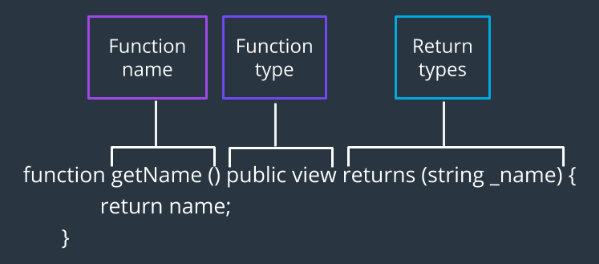 Function
name
Function
type
Return
types
function getName () public view returns (string _name) {
return name;
}